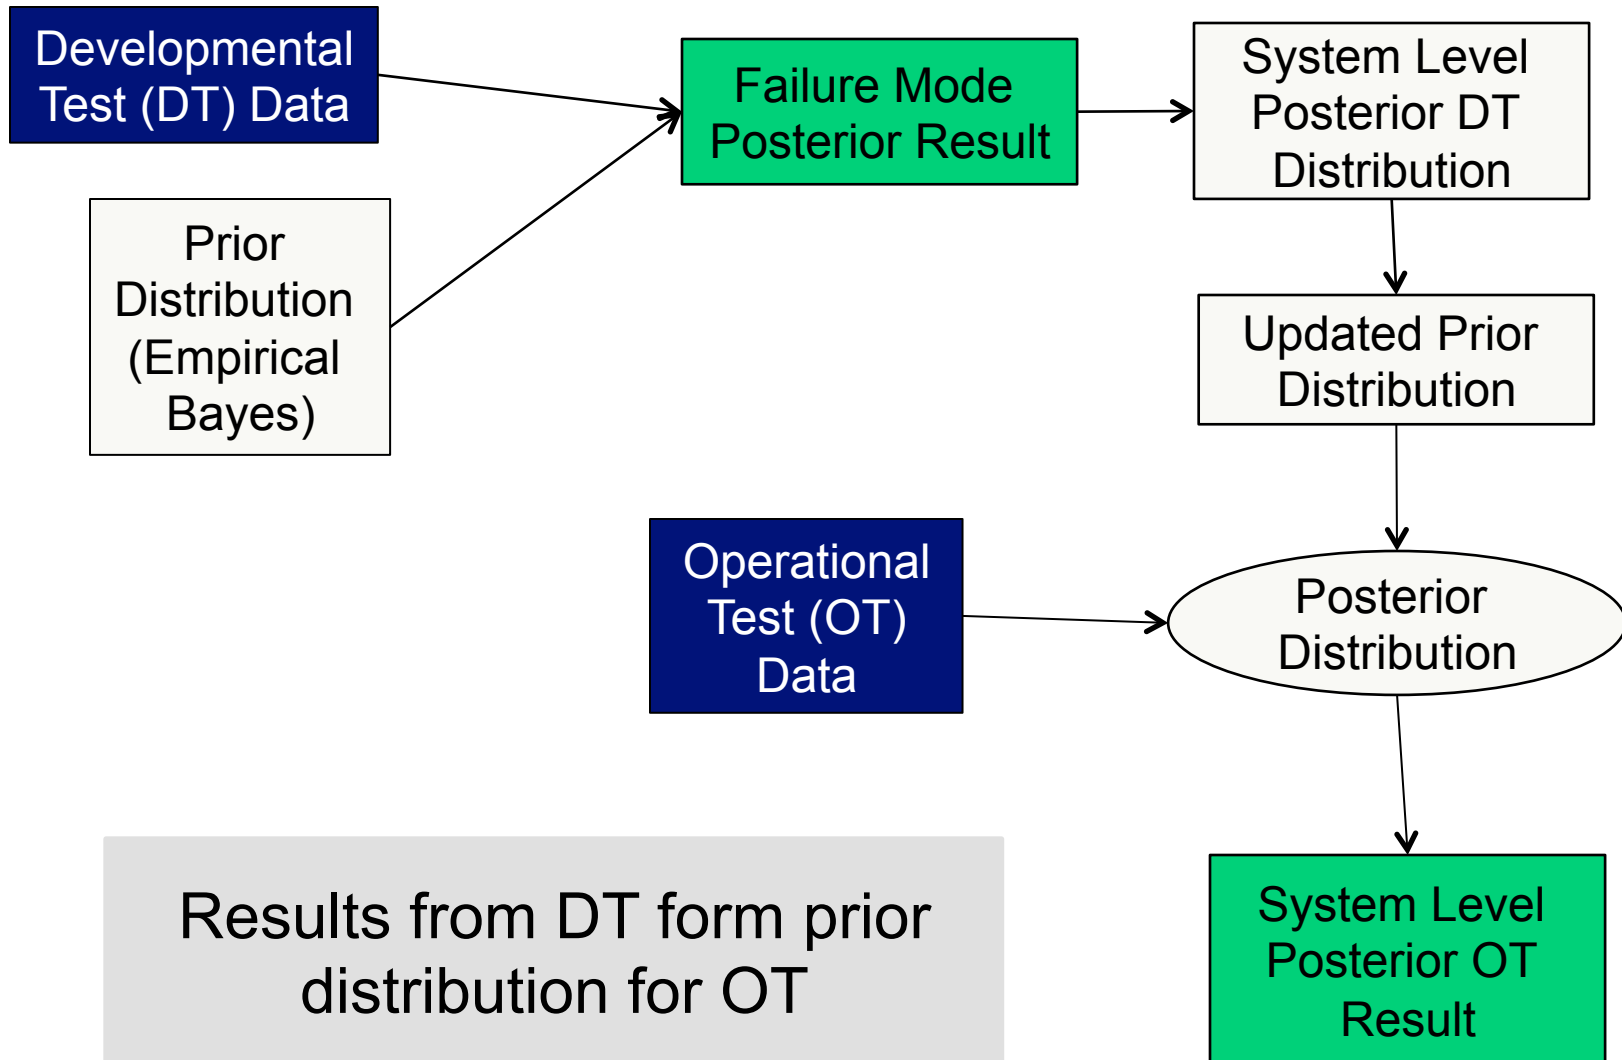 Developmental
Test (DT) Data
Failure Mode
Posterior Result
System Level
Posterior DT
Distribution
Prior
Distribution
(Empirical
Bayes)
Updated Prior
Distribution
Operational
Test (OT)
Data
Posterior
Distribution
Results from DT form prior
distribution for OT
System Level
Posterior OT
Result